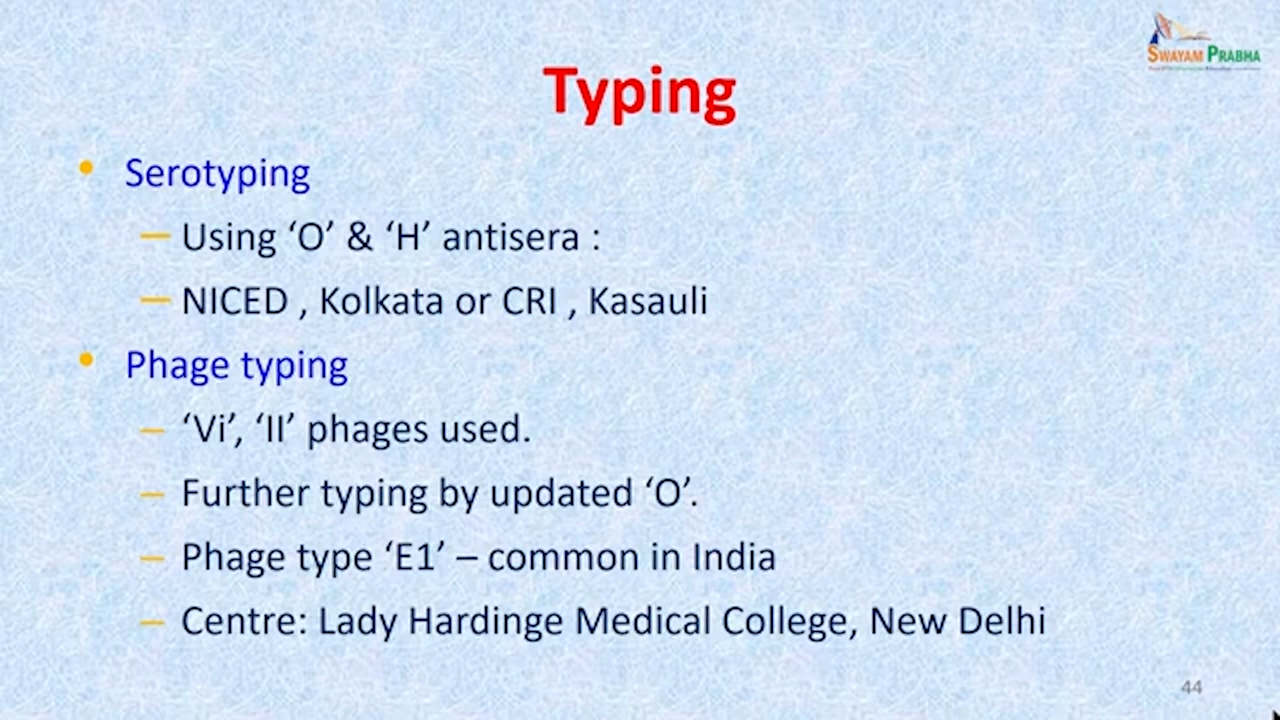 SWAYAM PRABHA
Typing
• Serotyping
— Using ‘O’ & ‘H’ antisera :
— NICED , Kolkata or CRI , Kasauli
• Phage typing
– ‘Vi’, ‘II’ phages used.
– Further typing by updated ‘O’.
– Phage type ‘E1’ – common in India
– Centre: Lady Hardinge Medical College, New Delhi
44